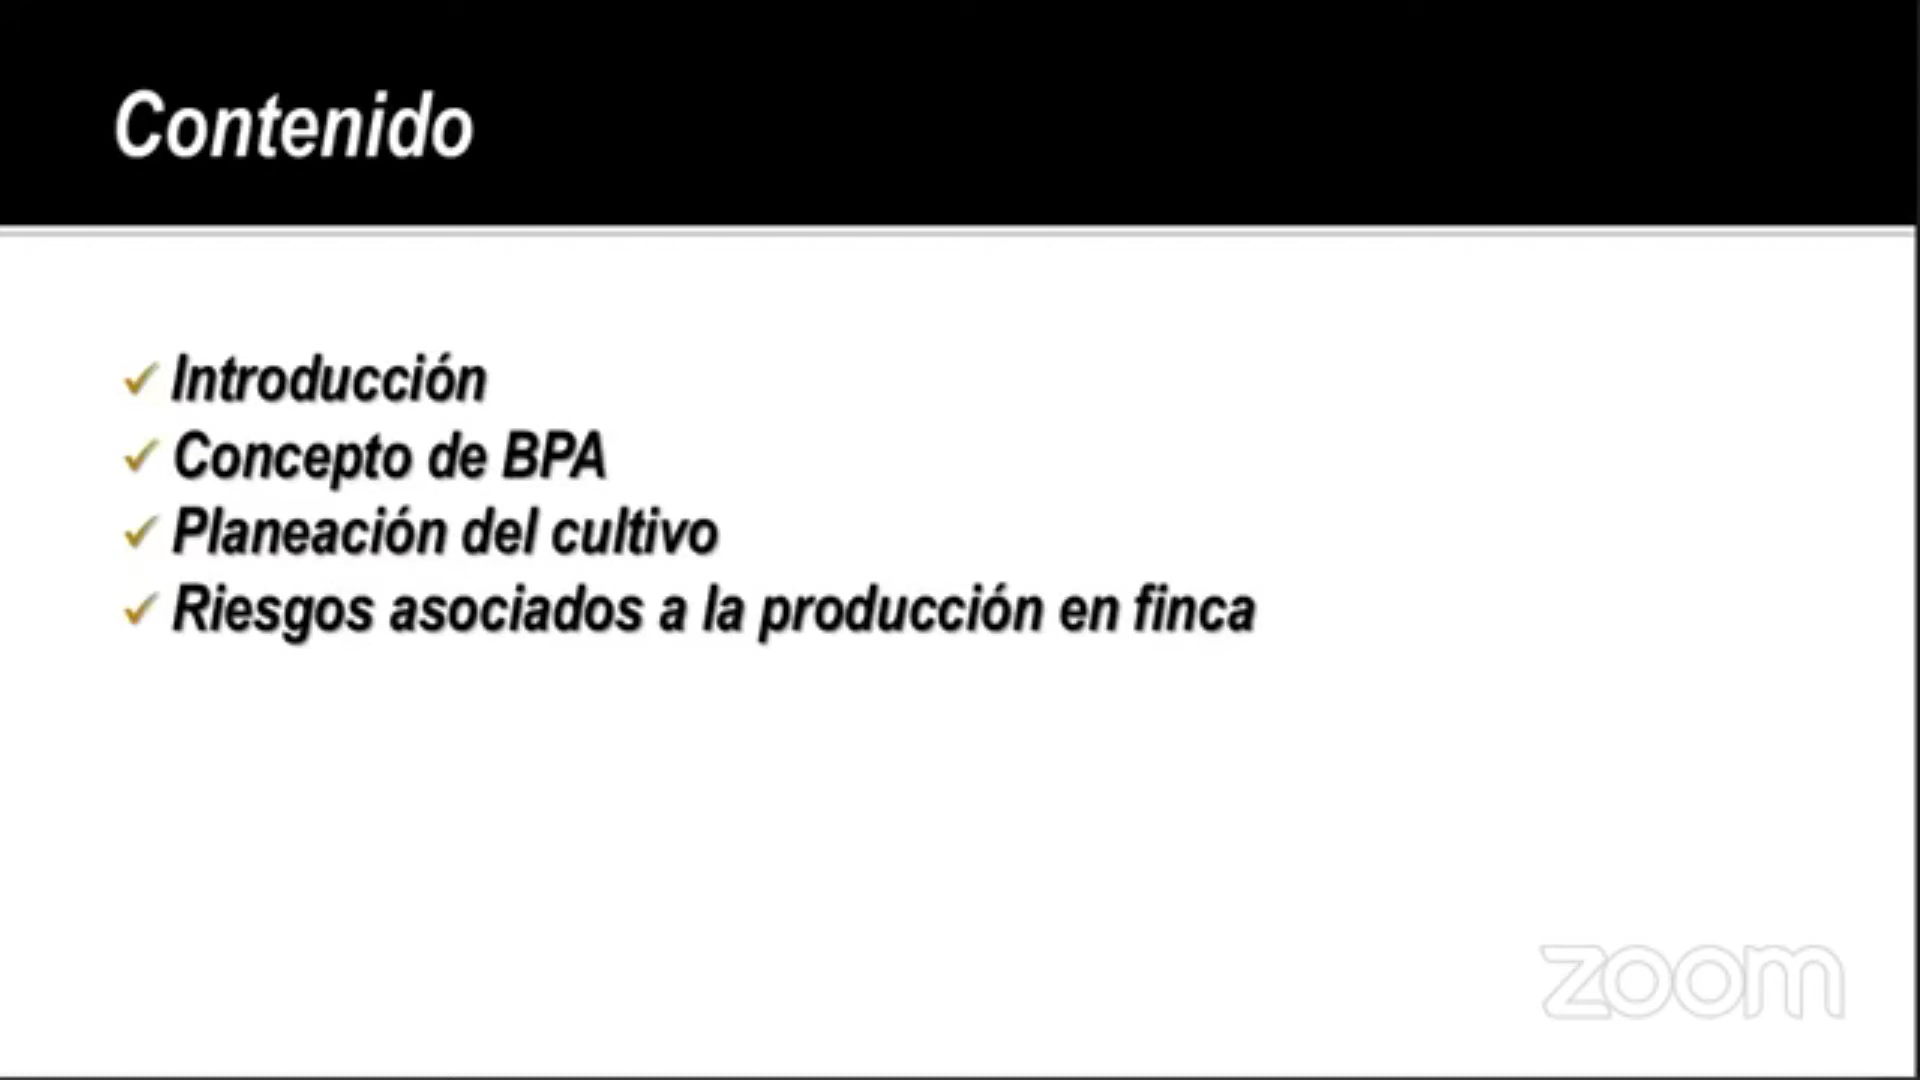 Contenido
Introducción
Concepto de BPA
Planeación del cultivo
Riesgos asociados a la producción en finca
zoom